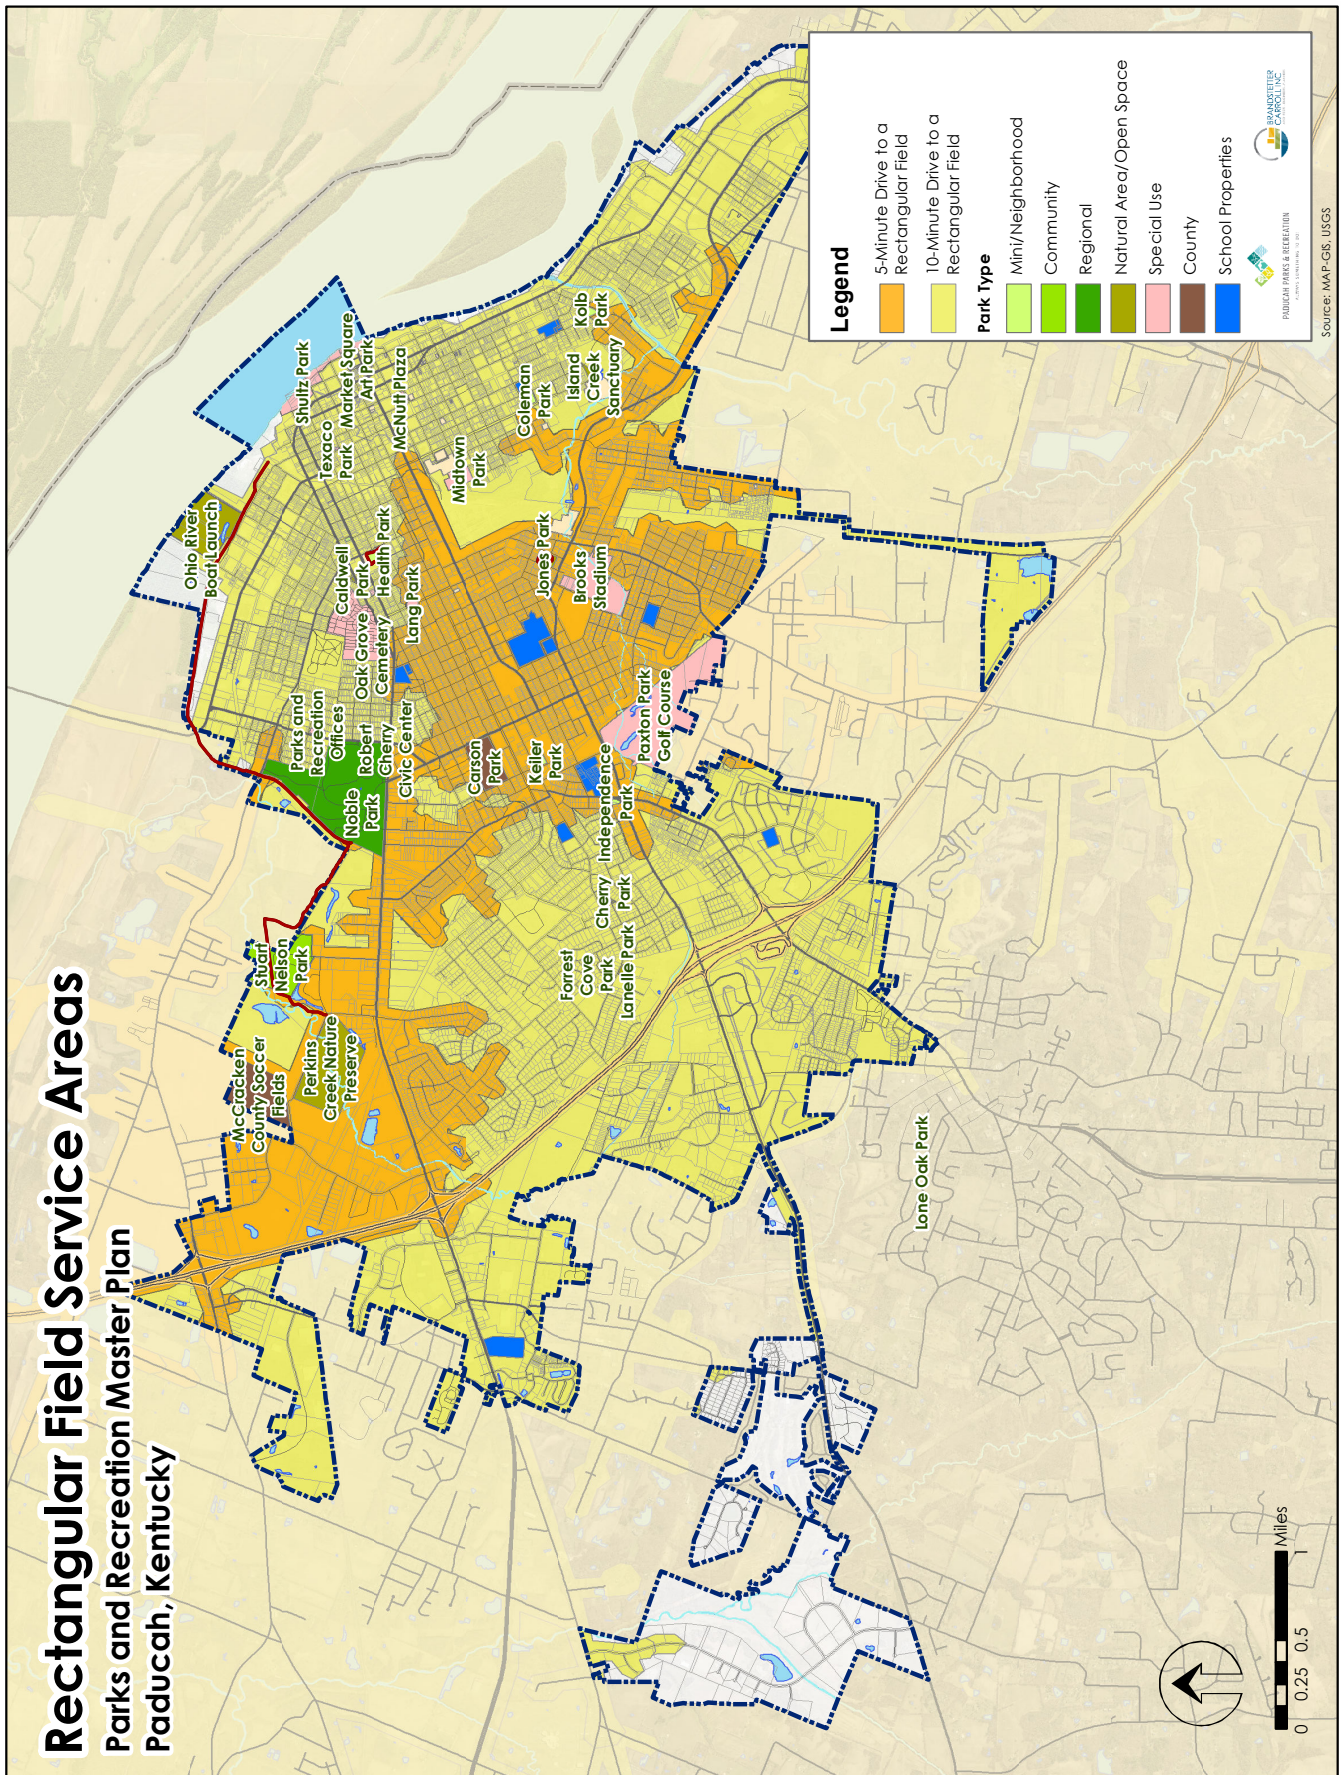 Rectangular Field Service Areas
Parks and Recreation Master Plan
Paducah, Kentucky
McCracken
County Soccer
Fields
Perkins
Creek Nature
Preserve
Stuart
Nelson
Park
Noble
Park
Parks and
Recreation
Offices
Robert
Cherry
Civic Center
Oak Grove
Cemetery
Caldwell
Park
Health Park
Lang Park
Ohio River
Boat Launch
Texaco
Park
Shultz Park
Market Square
Art Park
McNutt Plaza
Midtown
Park
Coleman
Park
Island
Creek
Sanctuary
Kolb
Park
Jones Park
Brooks
Stadium
Carson
Park
Keiler
Park
Independence
Park
Paxton Park
Golf Course
Cherry
Park
Forrest
Cove
Park
Lanelle Park
Lone Oak Park
Legend
5-Minute Drive to a
Rectangular Field
10-Minute Drive to a
Rectangular Field
Park Type
Mini/Neighborhood
Community
Regional
Natural Area/Open Space
Special Use
County
School Properties
PADUCAH PARKS & RECREATION
BRANDSTETTER
CARROLL INC
Source: MAP-GIS, USGS
0 0.25 0.5 1
Miles